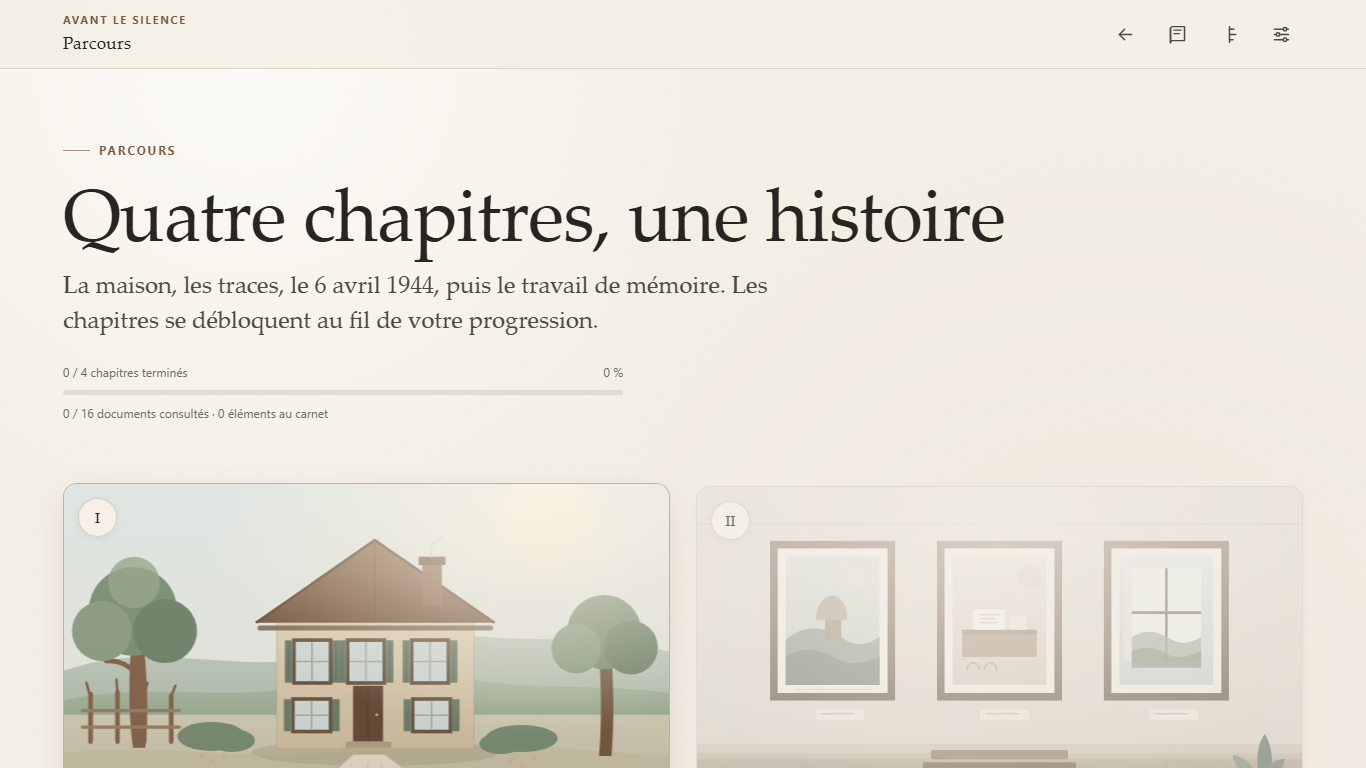 AVANT LE SILENCE
Parcours
PARCOURS
Quatre chapitres, une histoire
La maison, les traces, le 6 avril 1944, puis le travail de mémoire. Les
chapitres se débloquent au fil de votre progression.
0 / 4 chapitres terminés
0 %
0 / 16 documents consultés · 0 éléments au carnet
I
II